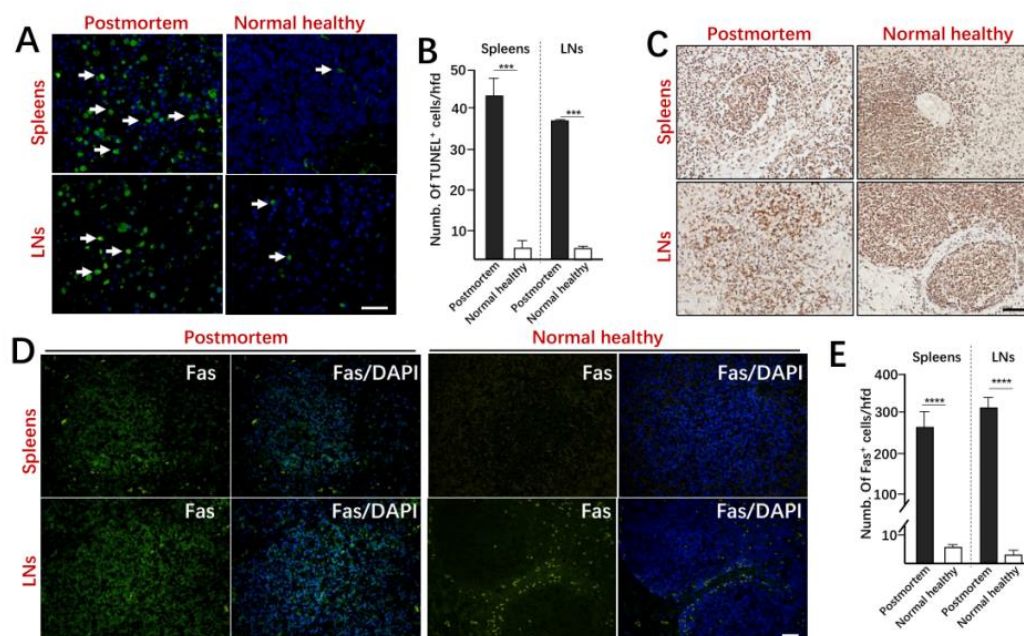 A
Postmortem
Normal healthy
Spleens
LNs
B
Spleens
LNs
Numb. Of TUNEL⁺ cells/hfd
50
40
30
20
10
***
***
Postmortem
Normal healthy
Postmortem
Normal healthy
C
Postmortem
Normal healthy
Spleens
LNs
D
Postmortem
Normal healthy
Spleens
Fas
Fas/DAPI
Fas
Fas/DAPI
LNs
Fas
Fas/DAPI
Fas
Fas/DAPI
E
Spleens
LNs
Numb. Of Fas⁺ cells/hfd
400
300
200
100
10
****
****
Postmortem
Normal healthy
Postmortem
Normal healthy